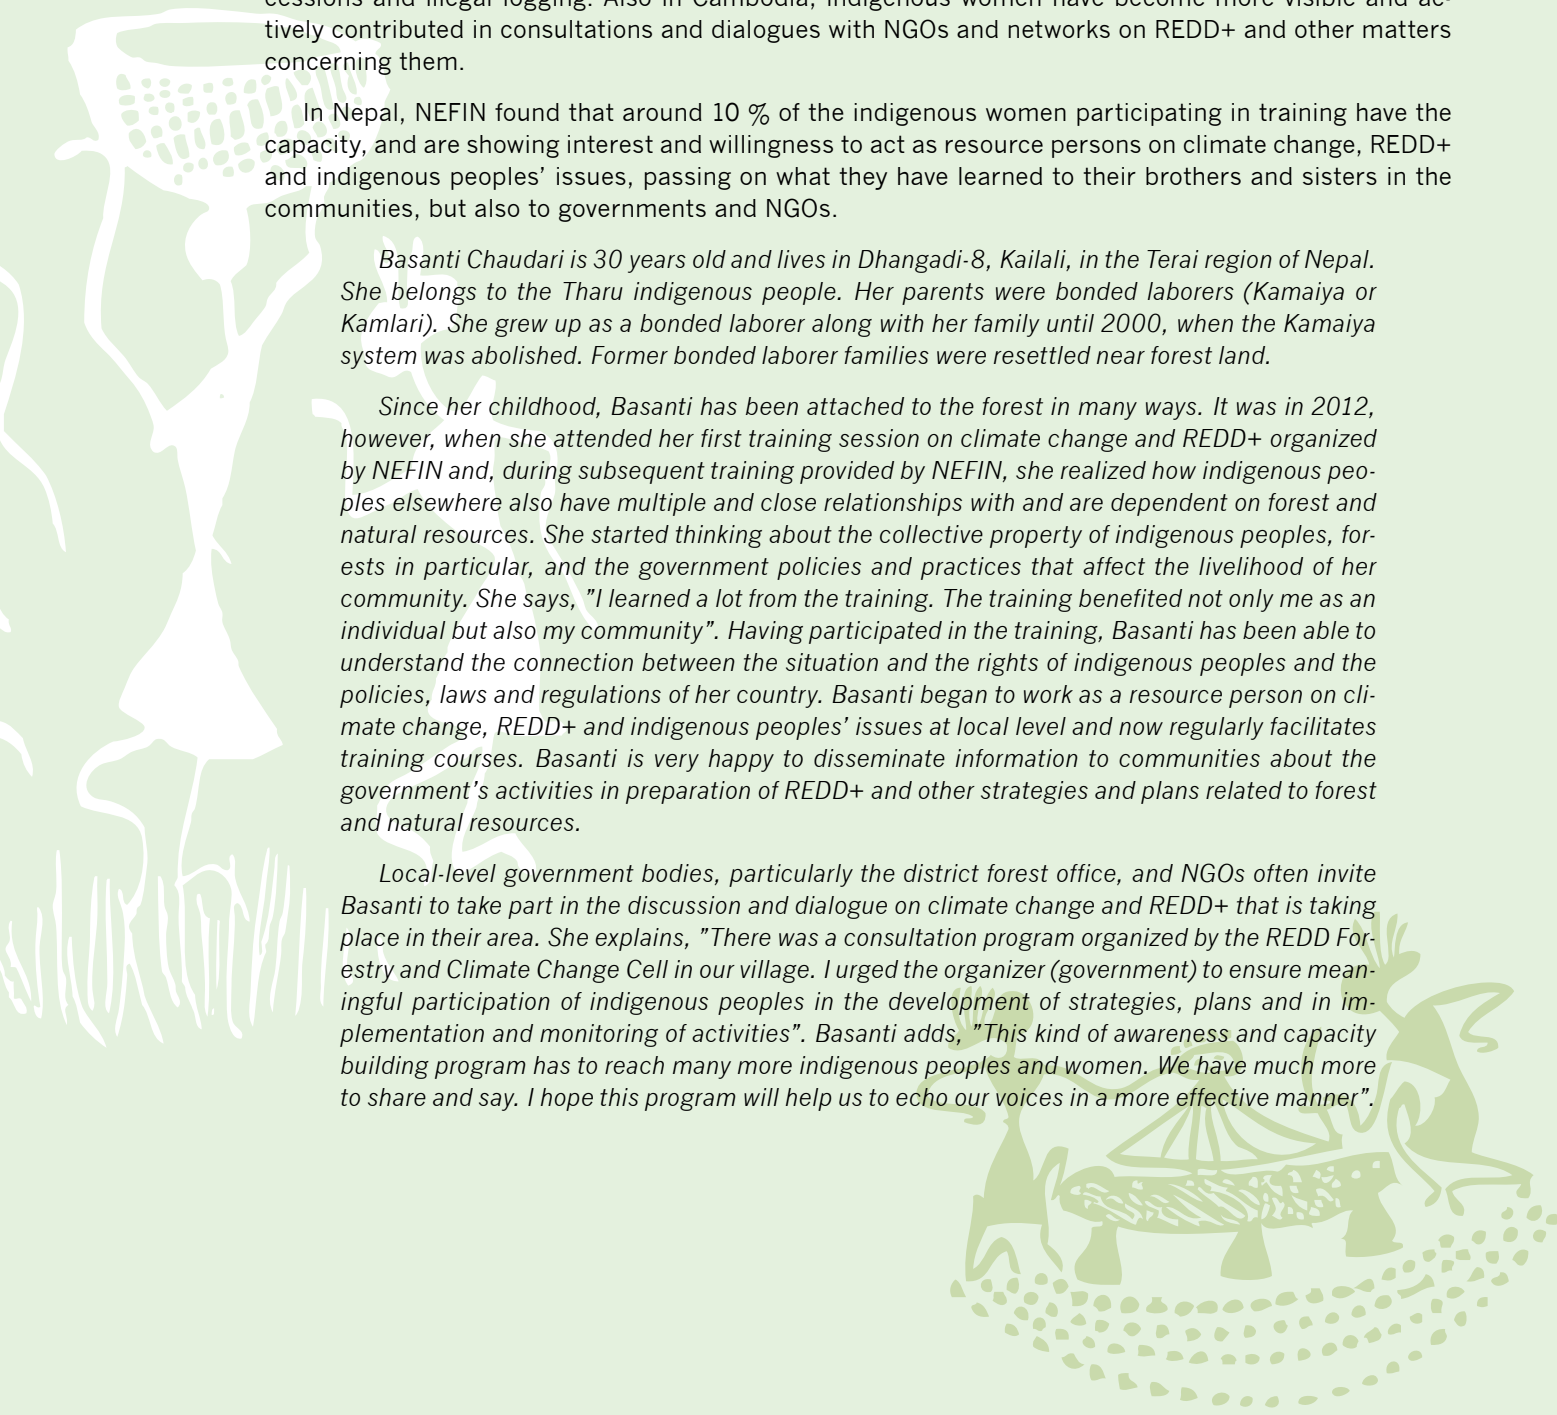 cessions and illegal logging. Also in Cambodia, indigenous women have become more visible and ac-
tively contributed in consultations and dialogues with NGOs and networks on REDD+ and other matters
concerning them.
In Nepal, NEFIN found that around 10 % of the indigenous women participating in training have the
capacity, and are showing interest and willingness to act as resource persons on climate change, REDD+
and indigenous peoples’ issues, passing on what they have learned to their brothers and sisters in the
communities, but also to governments and NGOs.
Basanti Chaudari is 30 years old and lives in Dhangadi-8, Kailali, in the Terai region of Nepal.
She belongs to the Tharu indigenous people. Her parents were bonded laborers (Kamaiya or
Kamlari). She grew up as a bonded laborer along with her family until 2000, when the Kamaiya
system was abolished. Former bonded laborer families were resettled near forest land.
Since her childhood, Basanti has been attached to the forest in many ways. It was in 2012,
however, when she attended her first training session on climate change and REDD+ organized
by NEFIN and, during subsequent training provided by NEFIN, she realized how indigenous peo-
ples elsewhere also have multiple and close relationships with and are dependent on forest and
natural resources. She started thinking about the collective property of indigenous peoples, for-
ests in particular, and the government policies and practices that affect the livelihood of her
community. She says, ”I learned a lot from the training. The training benefited not only me as an
individual but also my community”. Having participated in the training, Basanti has been able to
understand the connection between the situation and the rights of indigenous peoples and the
policies, laws and regulations of her country. Basanti began to work as a resource person on cli-
mate change, REDD+ and indigenous peoples’ issues at local level and now regularly facilitates
training courses. Basanti is very happy to disseminate information to communities about the
government’s activities in preparation of REDD+ and other strategies and plans related to forest
and natural resources.
Local-level government bodies, particularly the district forest office, and NGOs often invite
Basanti to take part in the discussion and dialogue on climate change and REDD+ that is taking
place in their area. She explains, ”There was a consultation program organized by the REDD For-
estry and Climate Change Cell in our village. I urged the organizer (government) to ensure mean-
ingful participation of indigenous peoples in the development of strategies, plans and in im-
plementation and monitoring of activities”. Basanti adds, ”This kind of awareness and capacity
building program has to reach many more indigenous peoples and women. We have much more
to share and say. I hope this program will help us to echo our voices in a more effective manner”.